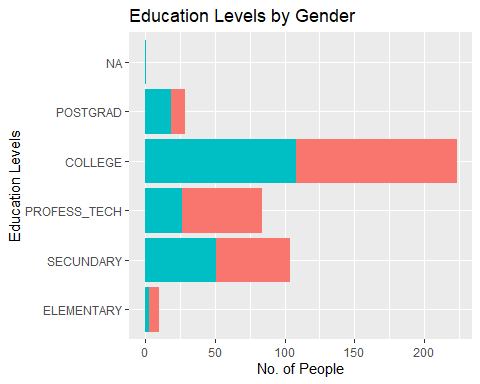 Education Levels by Gender
Education Levels
NA
POSTGRAD
COLLEGE
PROFESS_TECH
SECUNDARY
ELEMENTARY
0 50 100 150 200
No. of People